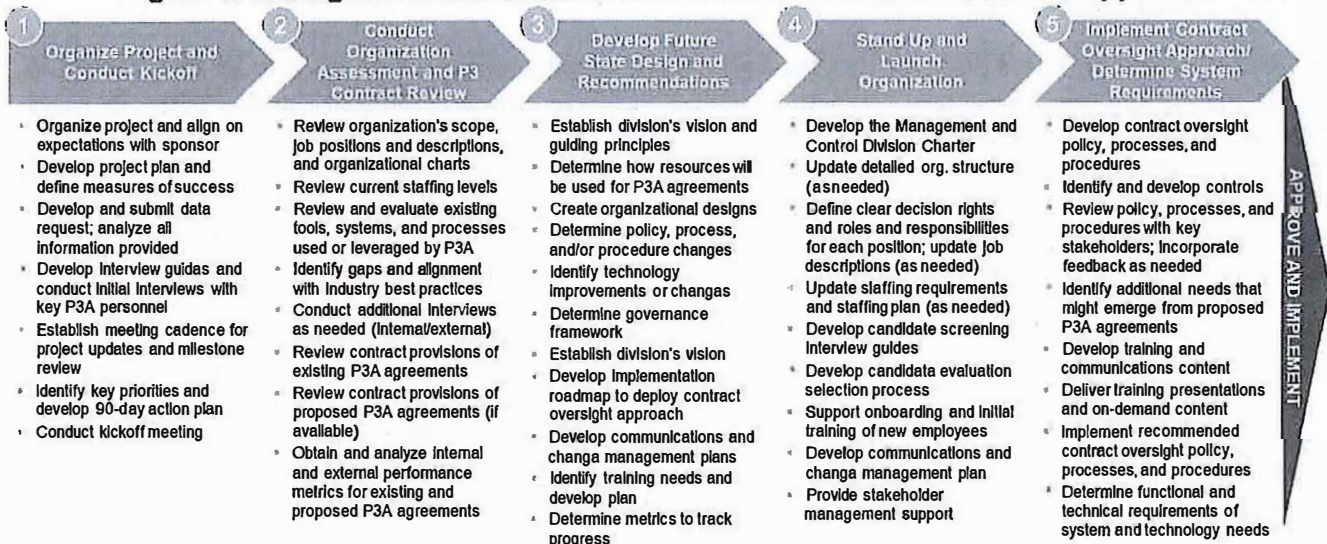 1
Organize Project and
Conduct Kickoff
2
Conduct
Organization
Assessment and P3
Contract Review
3
Develop Future
State Design and
Recommendations
4
Stand Up and
Launch
Organization
5
Implement Contract
Oversight Approach/
Determine System
Requirements
Organize project and align on
expectations with sponsor
Develop project plan and
define measures of success
Develop and submit data
request; analyze all
information provided
Develop Interview guidas and
conduct initial Interviews with
key P3A personnel
Establish meeting cadence for
project updates and milestone
review
Identify key priorities and
develop 90-day action plan
Conduct kickoff meeting
Review organization's scope,
job positions and descriptions,
and organizational charts
Review current staffing levels
Review and evaluate existing
tools, systems, and processes
used or leveraged by P3A
Identify gaps and alignment
with Industry best practices
Conduct additional Interviews
as needed (Internal/external)
Review contract provisions of
existing P3A agreements
Review contract provisions of
proposed P3A agreements (if
available)
Obtain and analyze Internal
and external performance
metrics for existing and
proposed P3A agreements
Establish division's vision and
guiding principles
Determine how resources will
be used for P3A agreements
Create organizational designs
Determine policy, process,
and/or procedure changes
Identify technology
improvements or changas
Determine governance
framework
Establish division's vision
Develop Implementation
roadmap to deploy contract
oversight approach
Develop communications and
changa management plans
Identify training needs and
develop plan
Determine metrics to track
progress
Develop the Management and
Control Division Charter
Update detailed org. structure
(asneeded)
Define clear decision rights
and roles and responsibilities
for each position; update job
descriptions (as needed)
Update slaffing requirements
and staffing plan (as needed)
Develop candidate screening
Interview guides
Develop candidata evaluation
selection process
Support onboarding and initial
training of new employees
Develop communications and
changa management plan
Provide stakeholder
management support
Develop contract oversight
policy, processes, and
procedures
Identify and develop controls
Review policy, processes, and
procedures with key
stakeholders; Incorporate
feedback as needed
Identify additional needs that
might emerge from proposed
P3A agreements
Develop training and
communications content
Deliver training presentations
and on-demand content
Implement recommended
contract oversight policy,
processes, and procedures
Determine functional and
technical requirements of
system and technology needs
APPROVE AND IMPLEMENT